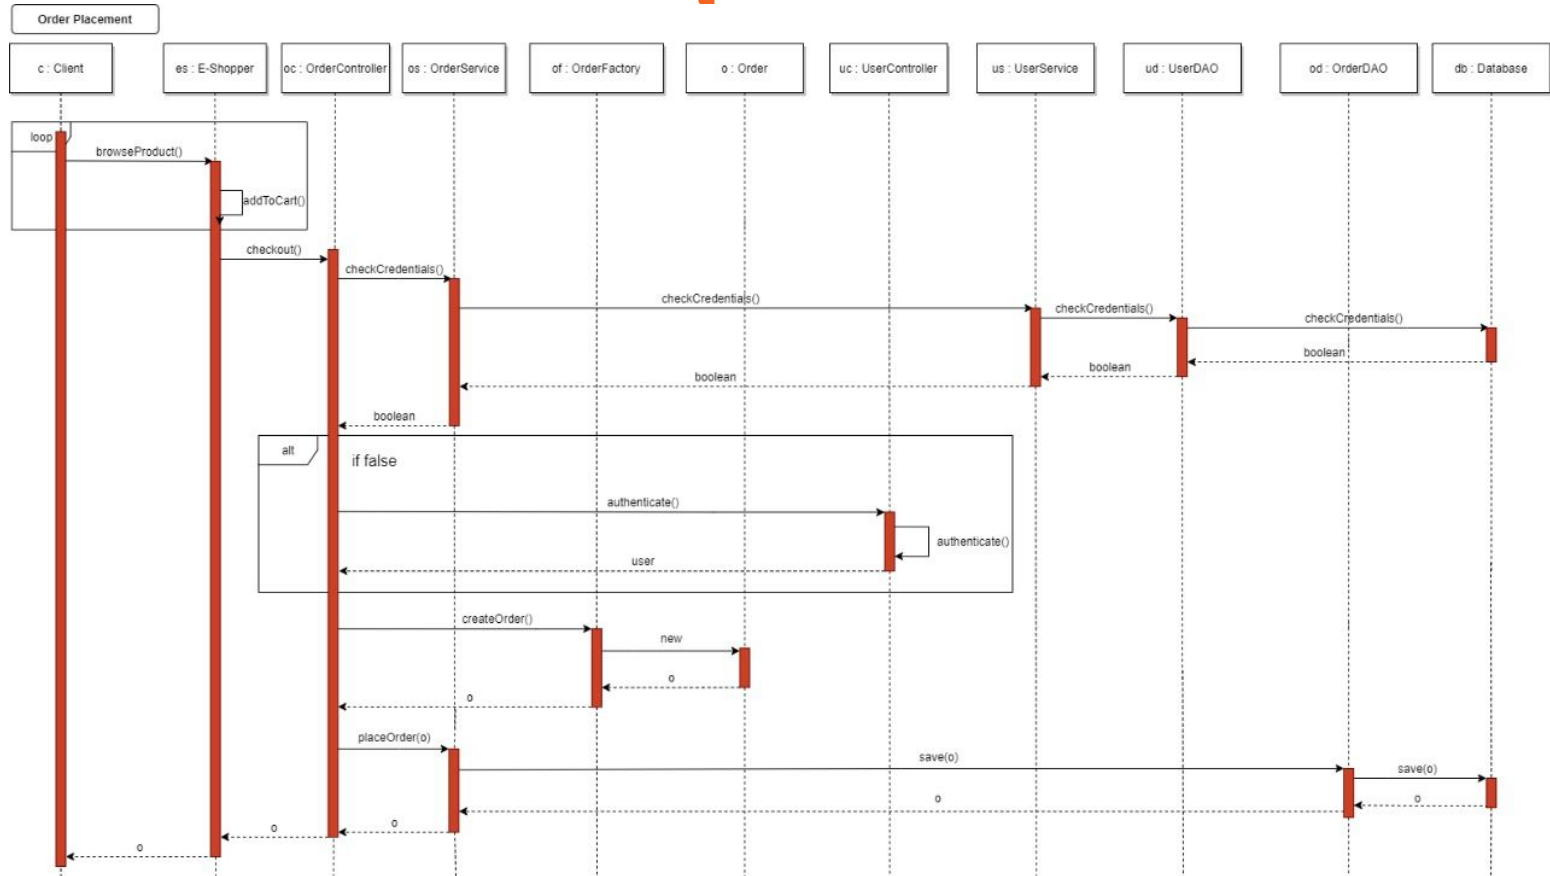 Order Placement
c : Client
es : E-Shopper
oc : OrderController
os : OrderService
of : OrderFactory
o : Order
uc : UserController
us : UserService
ud : UserDAO
od : OrderDAO
db : Database
loop
browseProduct()
addToCart()
checkout()
checkCredentials()
checkCredentials()
checkCredentials()
checkCredentials()
boolean
boolean
boolean
boolean
alt
if false
authenticate()
authenticate()
user
createOrder()
new
o
o
placeOrder(o)
save(o)
save(o)
o
o
o
o
o